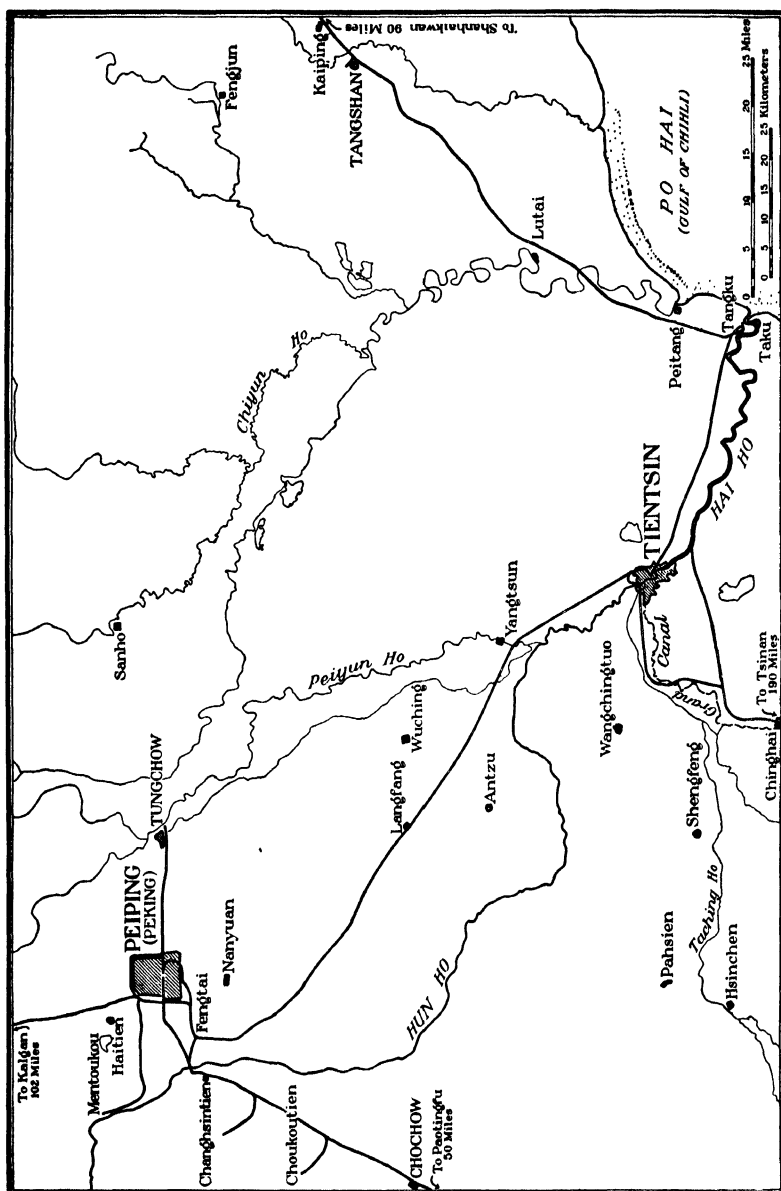 To Kalgan
102 Miles
Mentoukou
Haitien
PEIPING
(PEKING)
TUNGCHOW
Sanho
Chiyun Ho
Fengjun
Fengtai
Nanyuan
Changhsintien
Choukoutien
Peiyun Ho
Kaiping
TANGSHAN
To Shanhaikwan 90 Miles
CHOCHOW
To Paotingfu
50 Miles
HUN HO
Langfang
Wuching
Antzu
Yangtsun
Lutai
Wangchingtuo
TIENTSIN
Pahsien
Shengfeng
Taching Ho
Hsinchen
Grand Canal
HAI HO
Peitang
Tangku
Taku
PO HAI
(GULF OF CHIHLI)
Chinghai
To Tsinan
190 Miles
0 5 10 15 20 25 Miles
0 5 10 15 20 25 Kilometers